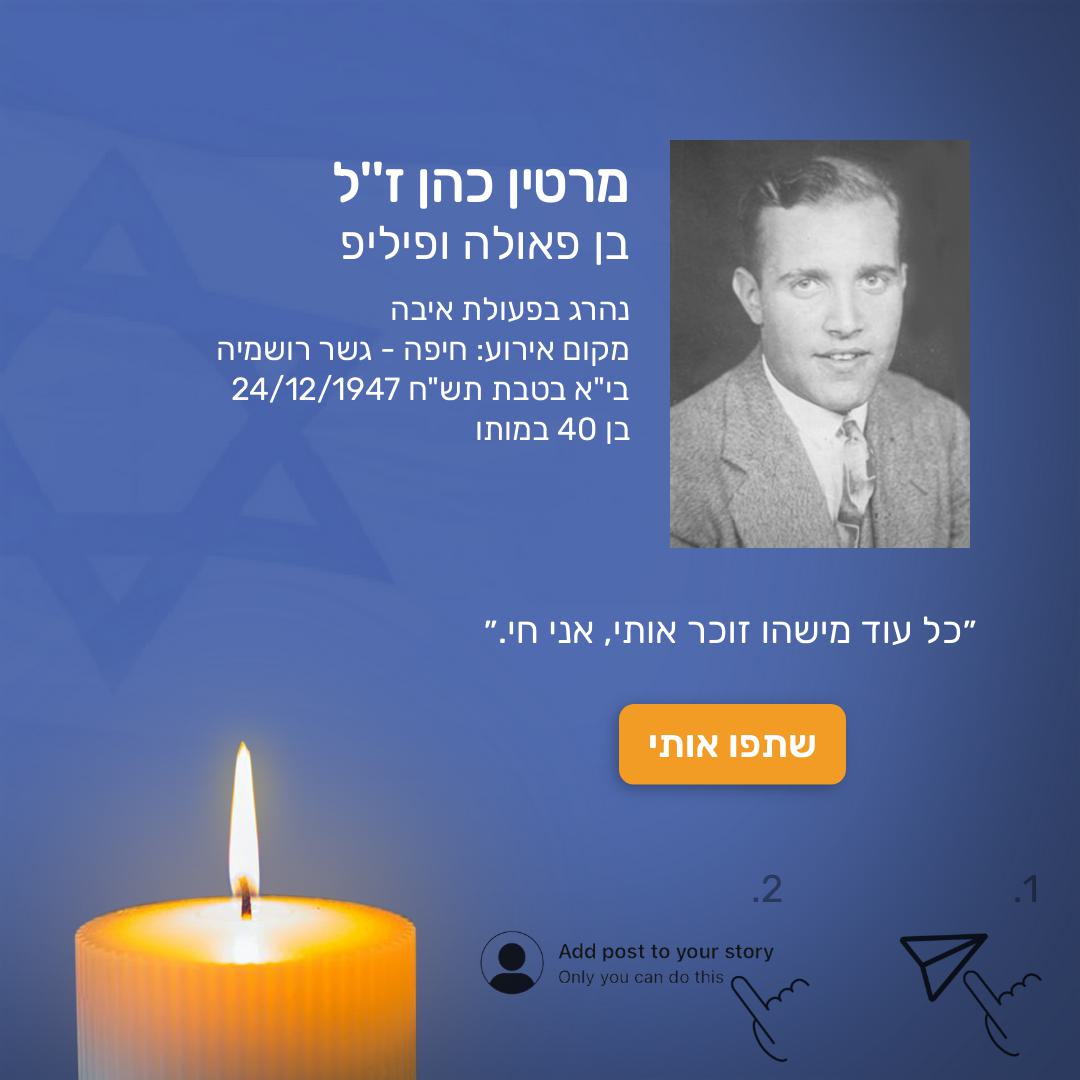 מרטין כהן ז"ל
בן פאולה ופיליפ
נהרג בפעולת איבה
מקום אירוע: חיפה - גשר רושמיה
בי"א בטבת תש"ח 24/12/1947
בן 40 במותו
״כל עוד מישהו זוכר אותי, אני חי.״
שתפו אותי
1.
2.
Add post to your story
Only you can do this